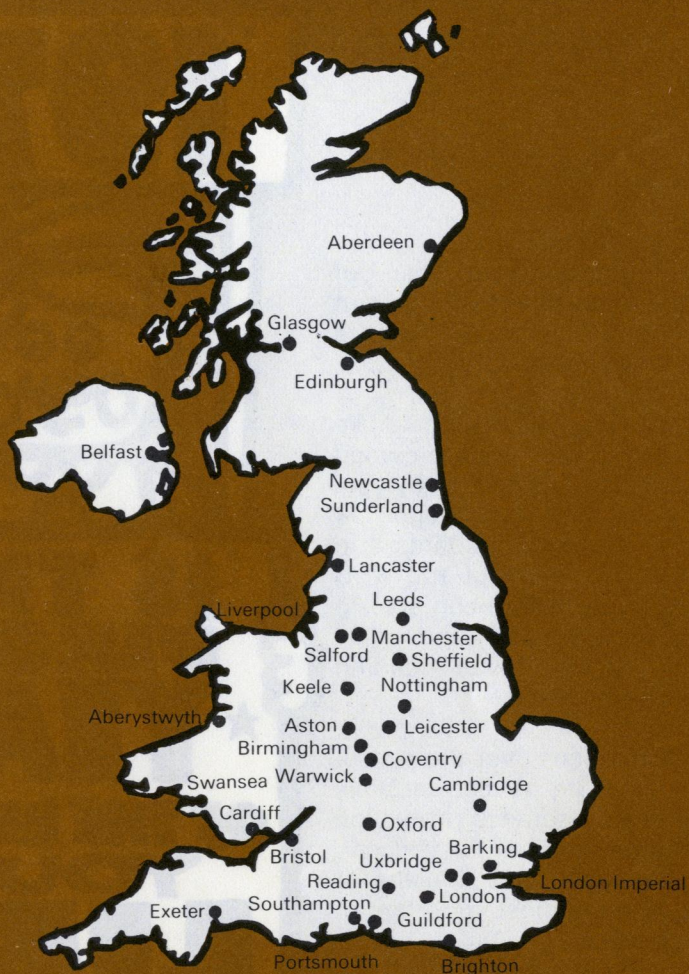 Aberdeen
Glasgow
Edinburgh
Belfast
Newcastle
Sunderland
Lancaster
Leeds
Liverpool
Manchester
Salford
Sheffield
Keele
Nottingham
Aberystwyth
Aston
Leicester
Birmingham
Coventry
Swansea
Warwick
Cambridge
Cardiff
Oxford
Bristol
Uxbridge
Barking
Reading
London
London Imperial
Southampton
Exeter
Guildford
Portsmouth
Brighton